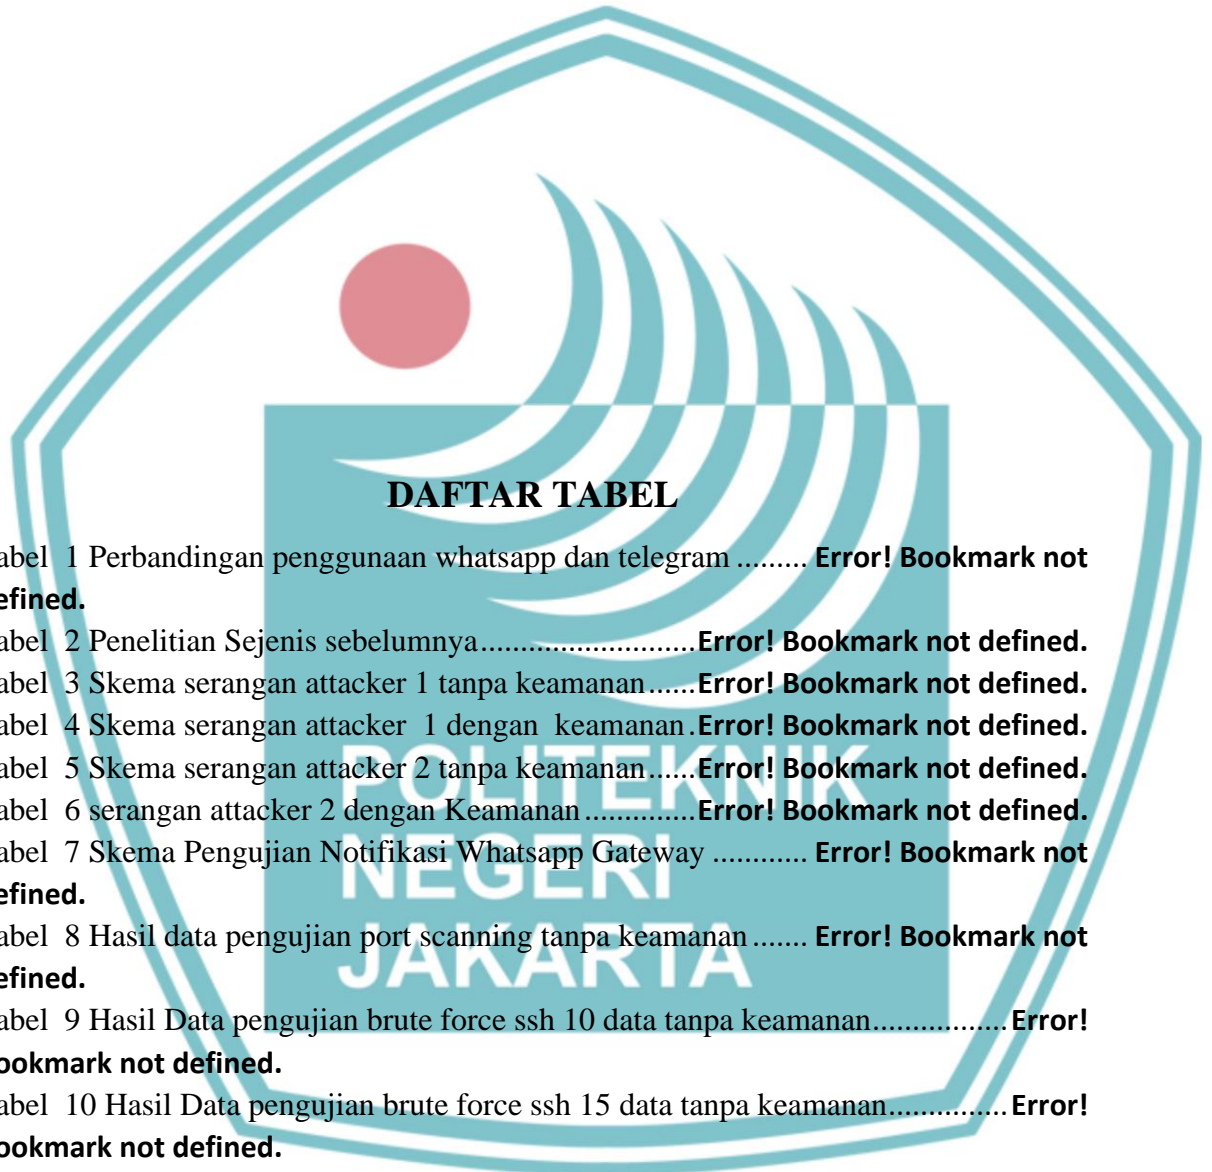 DAFTAR TABEL
abel 1 Perbandingan penggunaan whatsapp dan telegram ......... Error! Bookmark not
efined.
abel 2 Penelitian Sejenis sebelumnya..........................Error! Bookmark not defined.
abel 3 Skema serangan attacker 1 tanpa keamanan......Error! Bookmark not defined.
abel 4 Skema serangan attacker 1 dengan keamanan.Error! Bookmark not defined.
abel 5 Skema serangan attacker 2 tanpa keamanan......Error! Bookmark not defined.
abel 6 serangan attacker 2 dengan Keamanan..............Error! Bookmark not defined.
abel 7 Skema Pengujian Notifikasi Whatsapp Gateway ............ Error! Bookmark not
efined.
abel 8 Hasil data pengujian port scanning tanpa keamanan ....... Error! Bookmark not
efined.
abel 9 Hasil Data pengujian brute force ssh 10 data tanpa keamanan.................Error!
ookmark not defined.
abel 10 Hasil Data pengujian brute force ssh 15 data tanpa keamanan...............Error!
ookmark not defined.
POLITEKNIK
NEGERI
JAKARTA